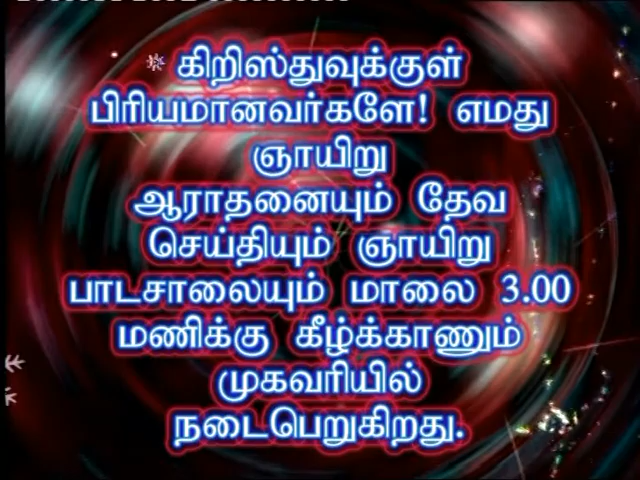 கிறிஸ்துவுக்குள்
பிரியமானவர்களே! எமது
ஞாயிறு
ஆராதனையும் தேவ
செய்தியும் ஞாயிறு
பாடசாலையும் மாலை 3.00
மணிக்கு கீழ்க்காணும்
முகவரியில்
நடைபெறுகிறது.